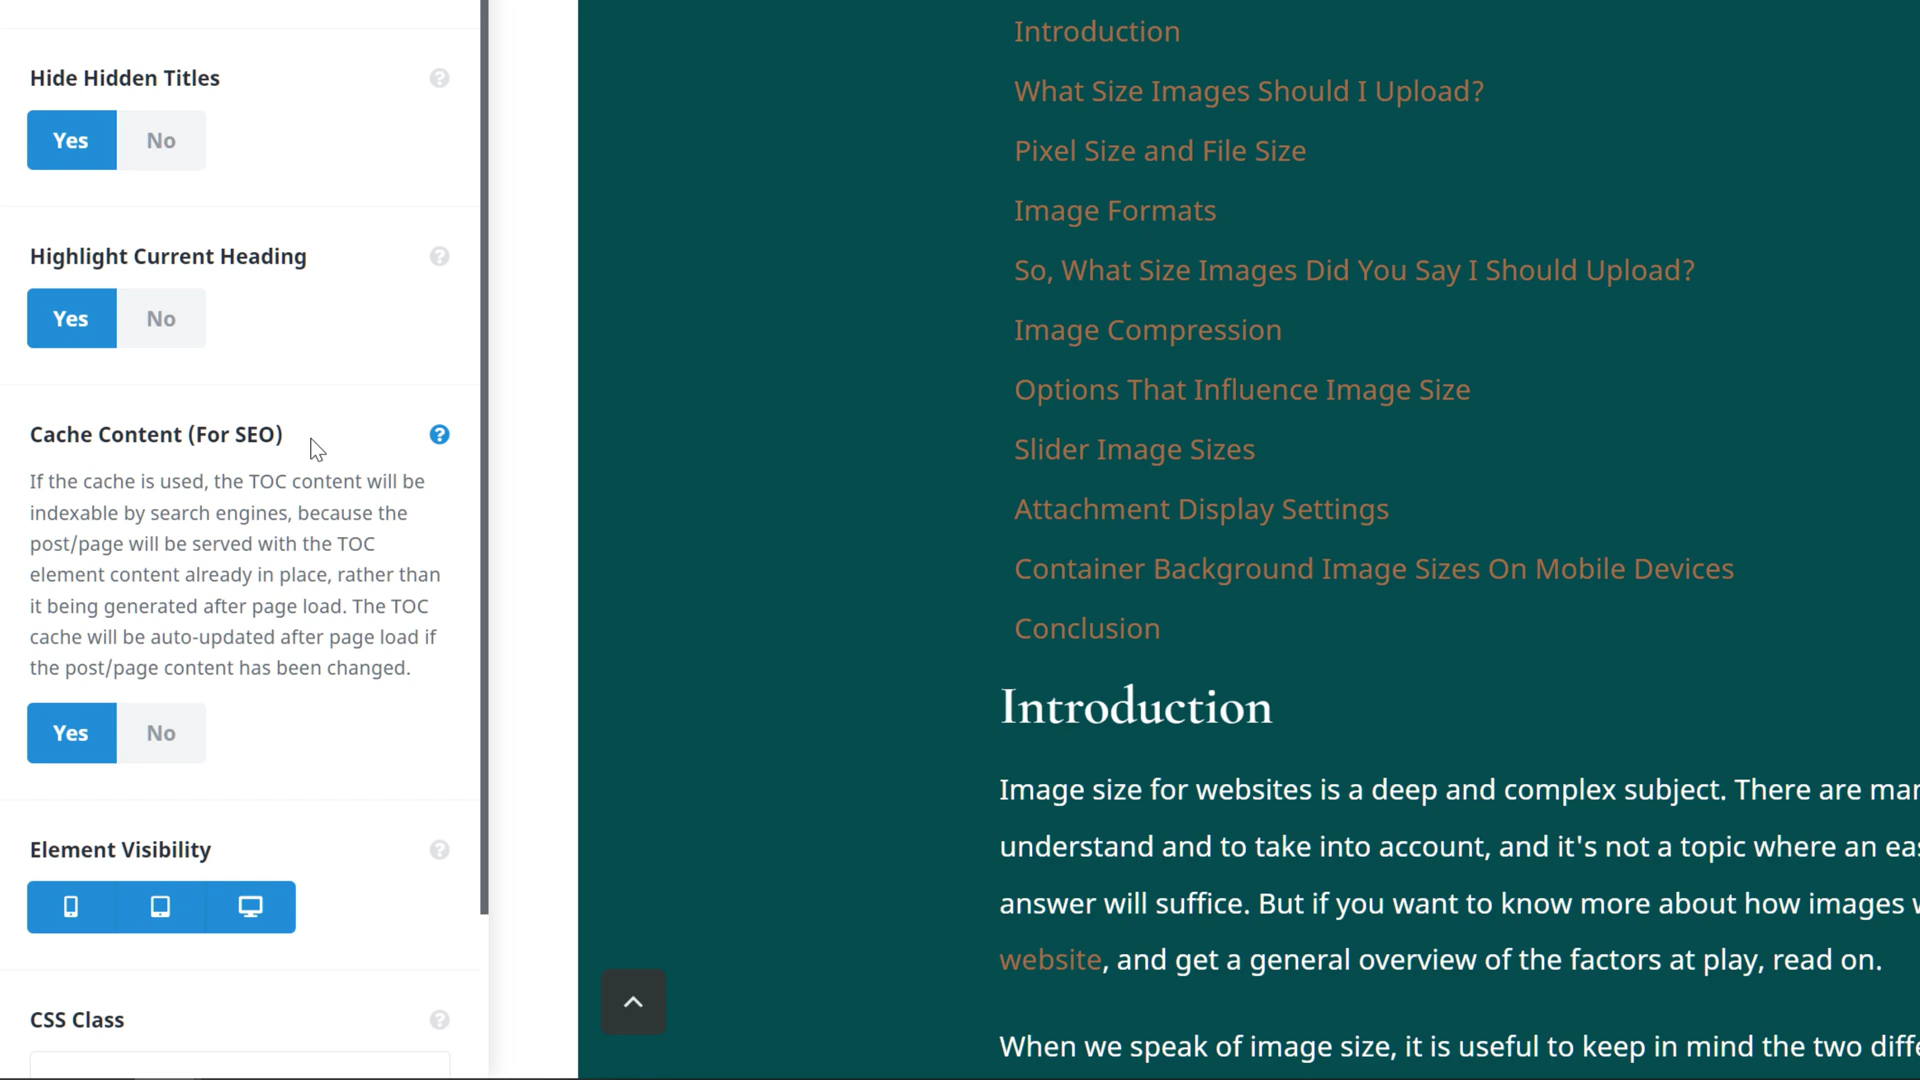 Hide Hidden Titles
Yes No
Highlight Current Heading
Yes No
Cache Content (For SEO)
If the cache is used, the TOC content will be
indexable by search engines, because the
post/page will be served with the TOC
element content already in place, rather than
it being generated after page load. The TOC
cache will be auto-updated after page load if
the post/page content has been changed.
Yes No
Element Visibility
CSS Class
Introduction
What Size Images Should I Upload?
Pixel Size and File Size
Image Formats
So, What Size Images Did You Say I Should Upload?
Image Compression
Options That Influence Image Size
Slider Image Sizes
Attachment Display Settings
Container Background Image Sizes On Mobile Devices
Conclusion
Introduction
Image size for websites is a deep and complex subject. There are
understand and to take into account, and it's not a topic where an
answer will suffice. But if you want to know more about how images
website, and get a general overview of the factors at play, read on.
When we speak of image size, it is useful to keep in mind the two